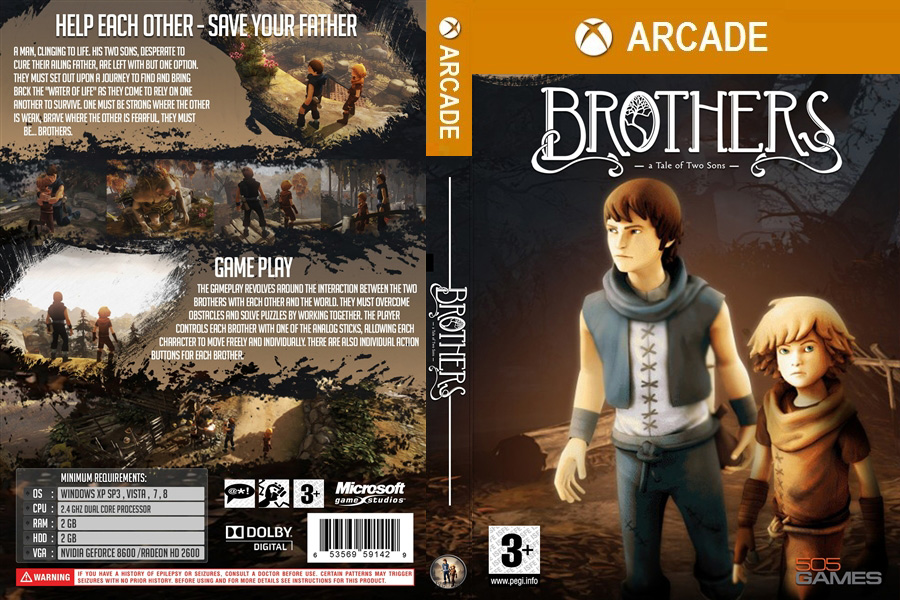 HELP EACH OTHER - SAVE YOUR FATHER
A MAN, CLINGING TO LIFE. HIS TWO SONS, DESPERATE TO
CURE THEIR AILING FATHER, ARE LEFT WITH BUT ONE OPTION.
THEY MUST SET OUT UPON A JOURNEY TO FIND AND BRING
BACK THE "WATER OF LIFE" AS THEY COME TO RELY ON ONE
ANOTHER TO SURVIVE. ONE MUST BE STRONG WHERE THE OTHER
IS WEAK, BRAVE WHERE THE OTHER IS FEARFUL, THEY MUST
BE... BROTHERS.
GAME PLAY
THE GAMEPLAY REVOLVES AROUND THE INTERACTION BETWEEN THE TWO
BROTHERS WITH EACH OTHER AND THE WORLD. THEY MUST OVERCOME
OBSTACLES AND SOLVE PUZZLES BY WORKING TOGETHER. THE PLAYER
CONTROLS EACH BROTHER WITH ONE OF THE ANALOG STICKS, ALLOWING EACH
CHARACTER TO MOVE FREELY AND INDIVIDUALLY. THERE ARE ALSO INDIVIDUAL ACTION
BUTTONS FOR EACH BROTHER.
MINIMUM REQUIREMENTS:
OS : WINDOWS XP SP3 , VISTA , 7 , 8
CPU : 2.4 GHZ DUAL CORE PROCESSOR
RAM : 2 GB
HDD : 2 GB
VGA : NVIDIA GEFORCE 8600 /RADEON HD 2600
@*!
3+
Microsoft
game studios
DOLBY
DIGITAL
6 53569 59142 9
WARNING
IF YOU HAVE A HISTORY OF EPILEPSY OR SEIZURES, CONSULT A DOCTOR BEFORE USE. CERTAIN PATTERNS MAY TRIGGER
SEIZURES WITH NO PRIOR HISTORY. BEFORE USING AND FOR MORE DETAILS SEE INSTRUCTIONS FOR THIS PRODUCT.
ARCADE
BROTHERS
a Tale of Two Sons
ARCADE
BROTHERS
a Tale of Two Sons
3+
www.pegi.info
505
GAMES